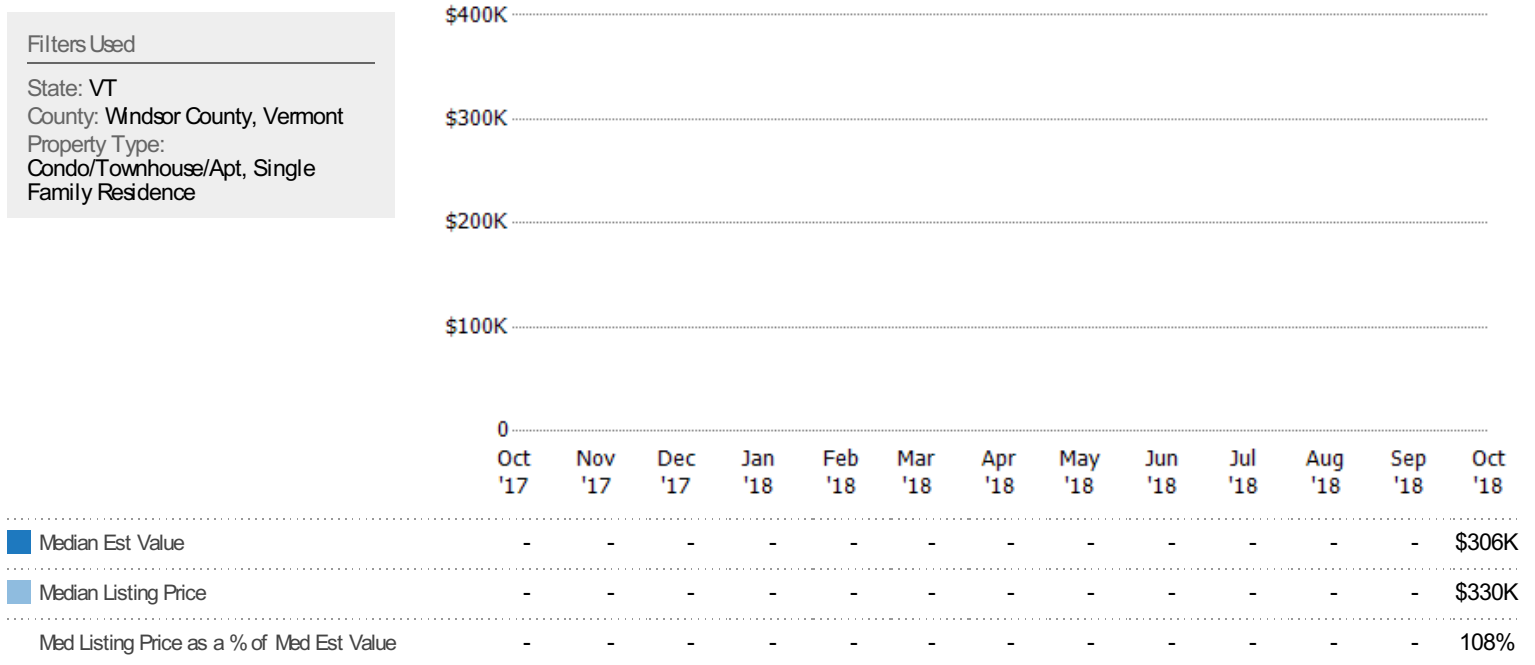 Filters Used
State: VT
County: Windsor County, Vermont
Property Type:
Condo/Townhouse/Apt, Single
Family Residence
$400K
$300K
$200K
$100K
0
Oct Nov Dec Jan Feb Mar Apr May Jun Jul Aug Sep Oct
'17 '17 '17 '18 '18 '18 '18 '18 '18 '18 '18 '18 '18
Median Est Value - - - - - - - - - - - - $306K
Median Listing Price - - - - - - - - - - - - $330K
Med Listing Price as a % of Med Est Value - - - - - - - - - - - - 108%